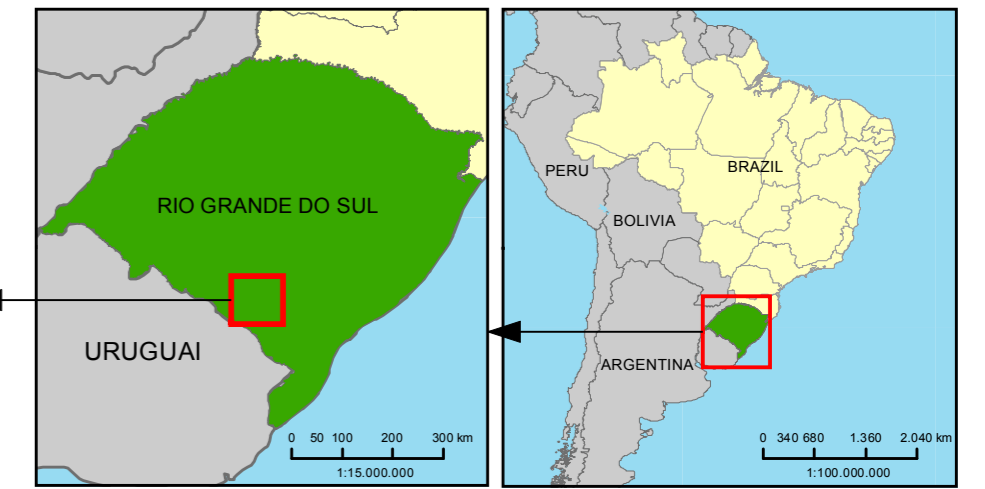 RIO GRANDE DO SUL
URUGUAI
0 50 100 200 300 km
1:15.000.000
PERU
BRAZIL
BOLIVIA
ARGENTINA
0 340 680 1.360 2.040 km
1:100.000.000